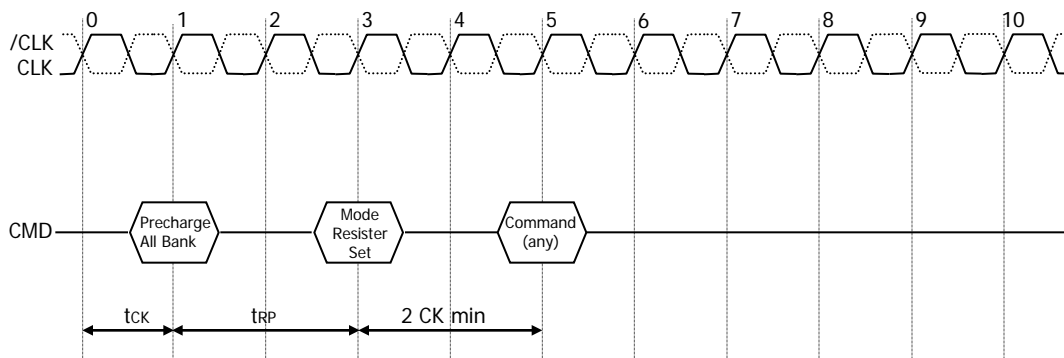 0 1 2 3 4 5 6 7 8 9 10
/CLK
CLK
CMD
Precharge
All Bank
Mode
Resister
Set
Command
(any)
tCK
tRP
2 CK min